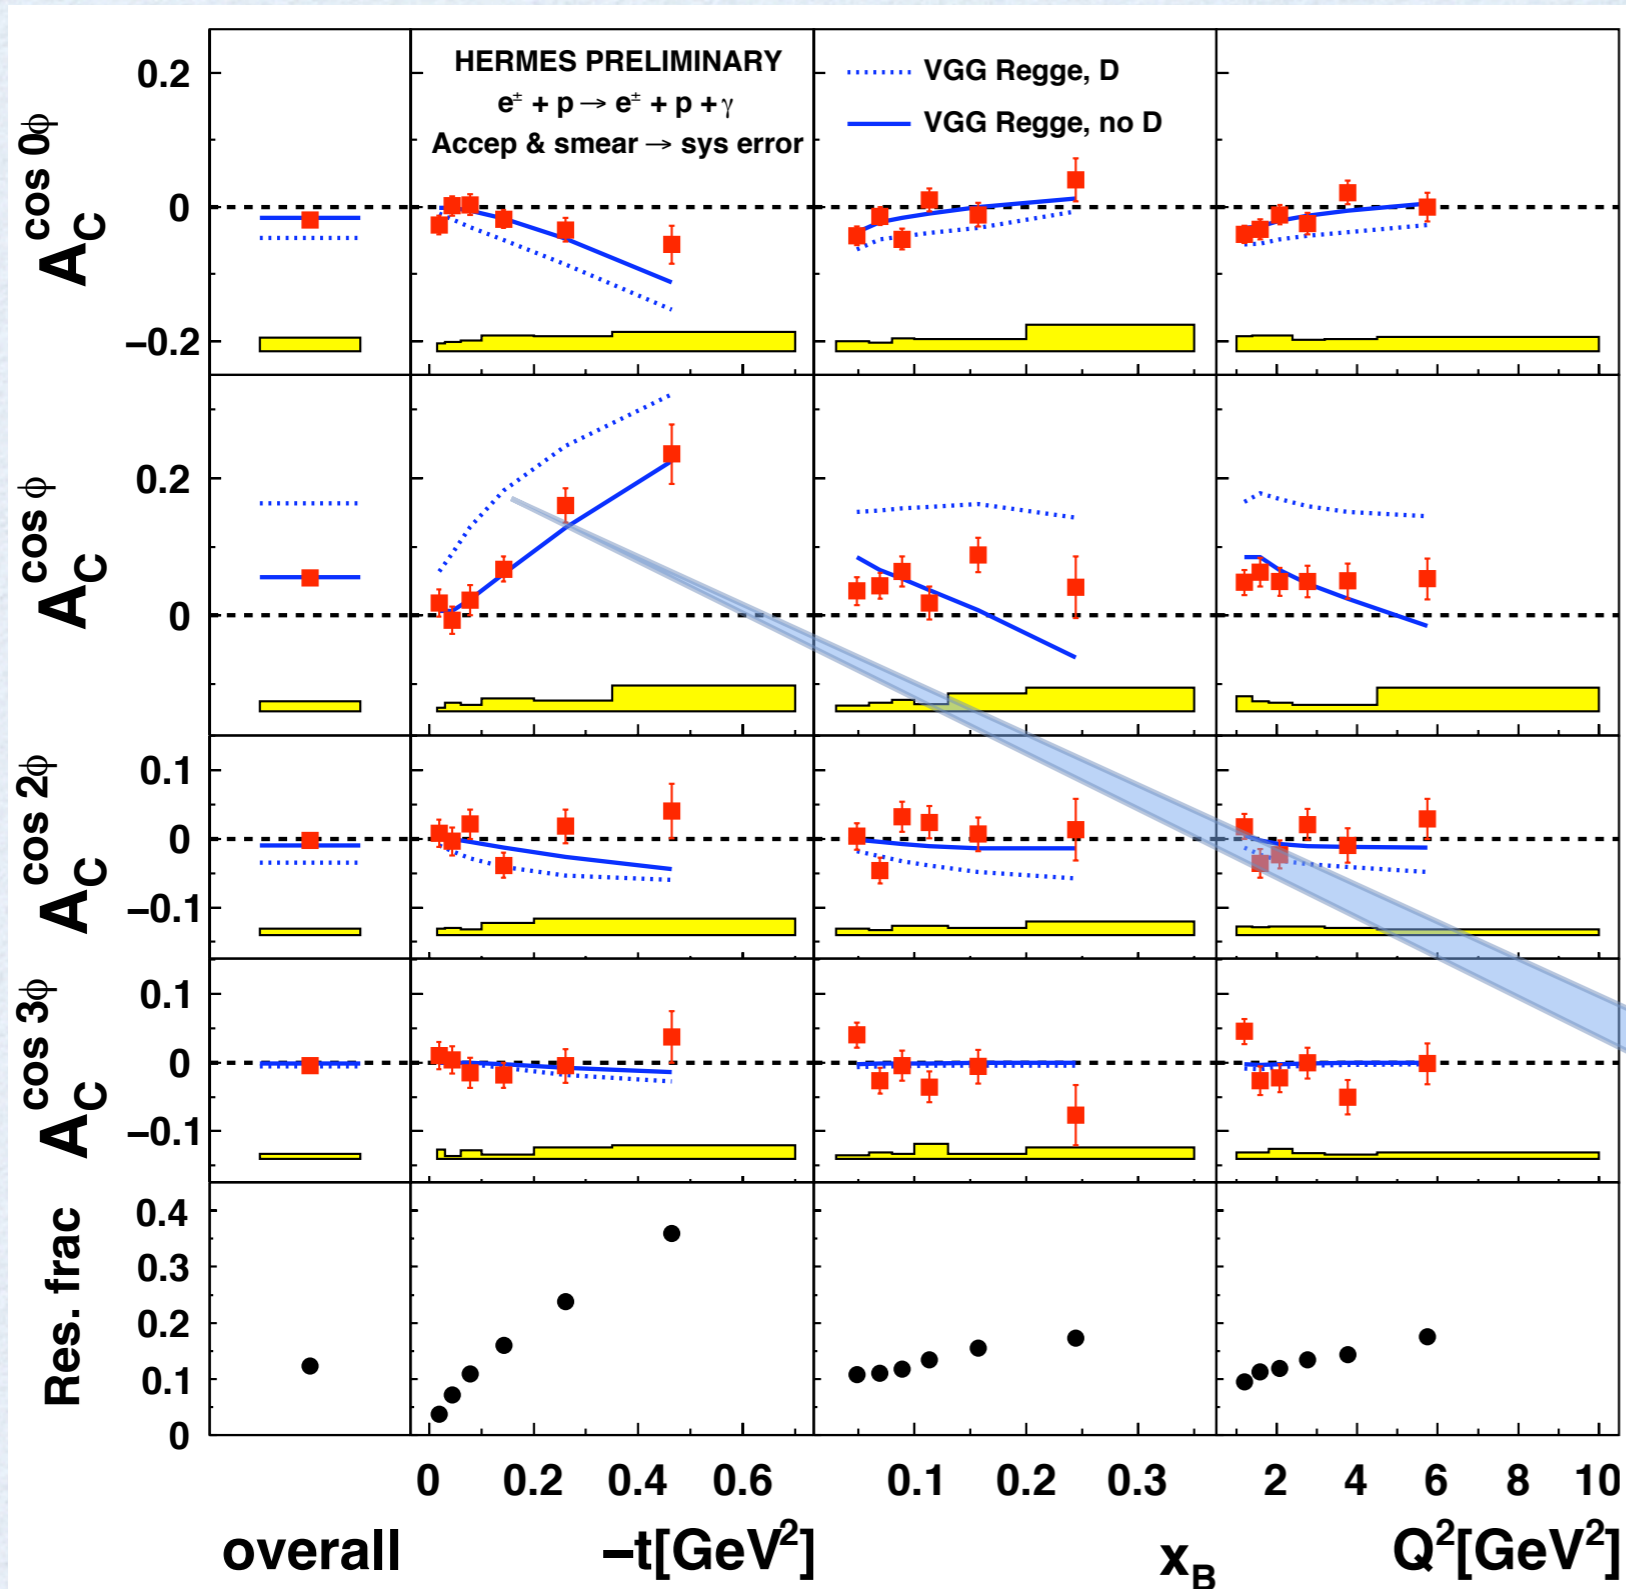 HERMES PRELIMINARY
e± + p → e± + p + γ
Accep & smear → sys error
VGG Regge, D
VGG Regge, no D
A_C^cos 0ϕ
0.2
0
−0.2
A_C^cos ϕ
0.2
0
A_C^cos 2ϕ
0.1
0
−0.1
A_C^cos 3ϕ
0.1
0
−0.1
Res. frac
0.4
0.3
0.2
0.1
0
0 0.2 0.4 0.6
0.1 0.2 0.3
2 4 6 8 10
overall
−t[GeV²]
x_B
Q²[GeV²]